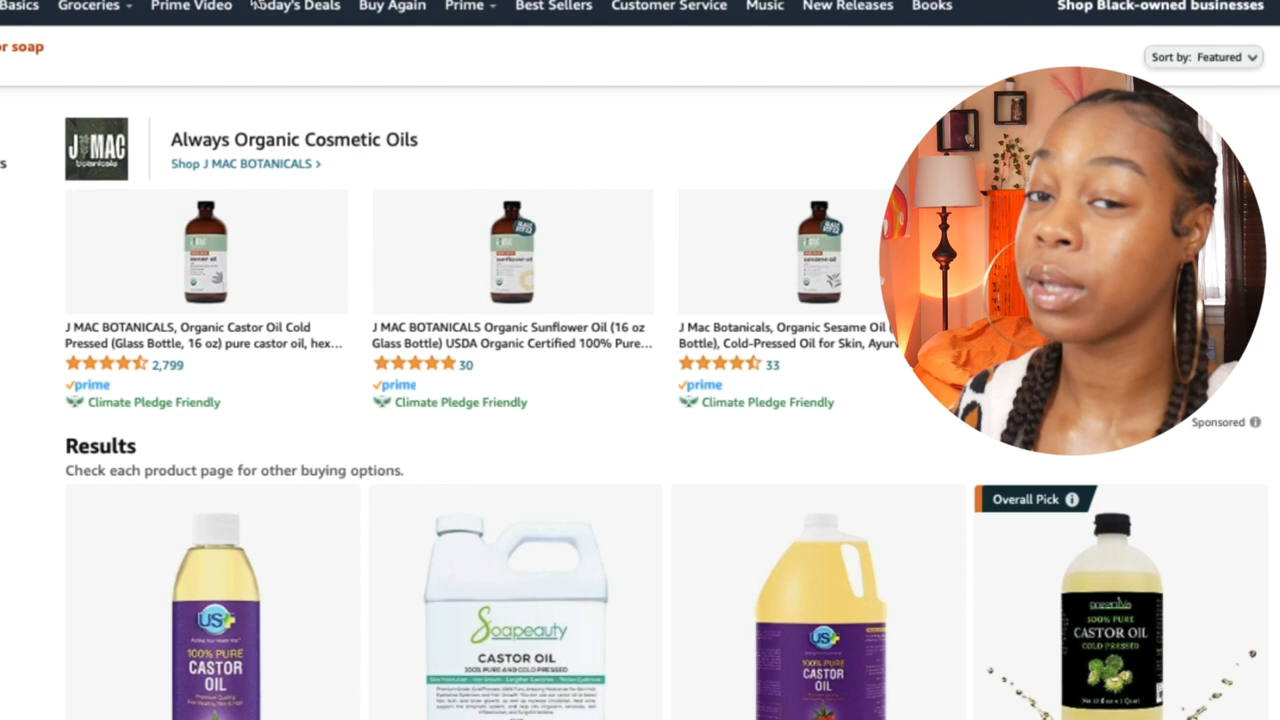 Basics Groceries Prime Video Today's Deals Buy Again Prime Best Sellers Customer Service Music New Releases Books Shop Black-owned businesses
or soap
Sort by: Featured
J MAC
botanicals
Always Organic Cosmetic Oils
Shop J MAC BOTANICALS ›
J MAC BOTANICALS, Organic Castor Oil Cold
Pressed (Glass Bottle, 16 oz) pure castor oil, hex...
2,799
prime
Climate Pledge Friendly
J MAC BOTANICALS Organic Sunflower Oil (16 oz
Glass Bottle) USDA Organic Certified 100% Pure...
30
prime
Climate Pledge Friendly
J Mac Botanicals, Organic Sesame Oil
Bottle), Cold-Pressed Oil for Skin, Ayur
33
prime
Climate Pledge Friendly
Sponsored
Results
Check each product page for other buying options.
US+
100% PURE
CASTOR
OIL
Premium Quality
Soapeauty
CASTOR OIL
100% PURE AND COLD PRESSED
US+
100% PURE
CASTOR
OIL
Overall Pick
greenIVe
100% PURE
CASTOR OIL
COLD PRESSED